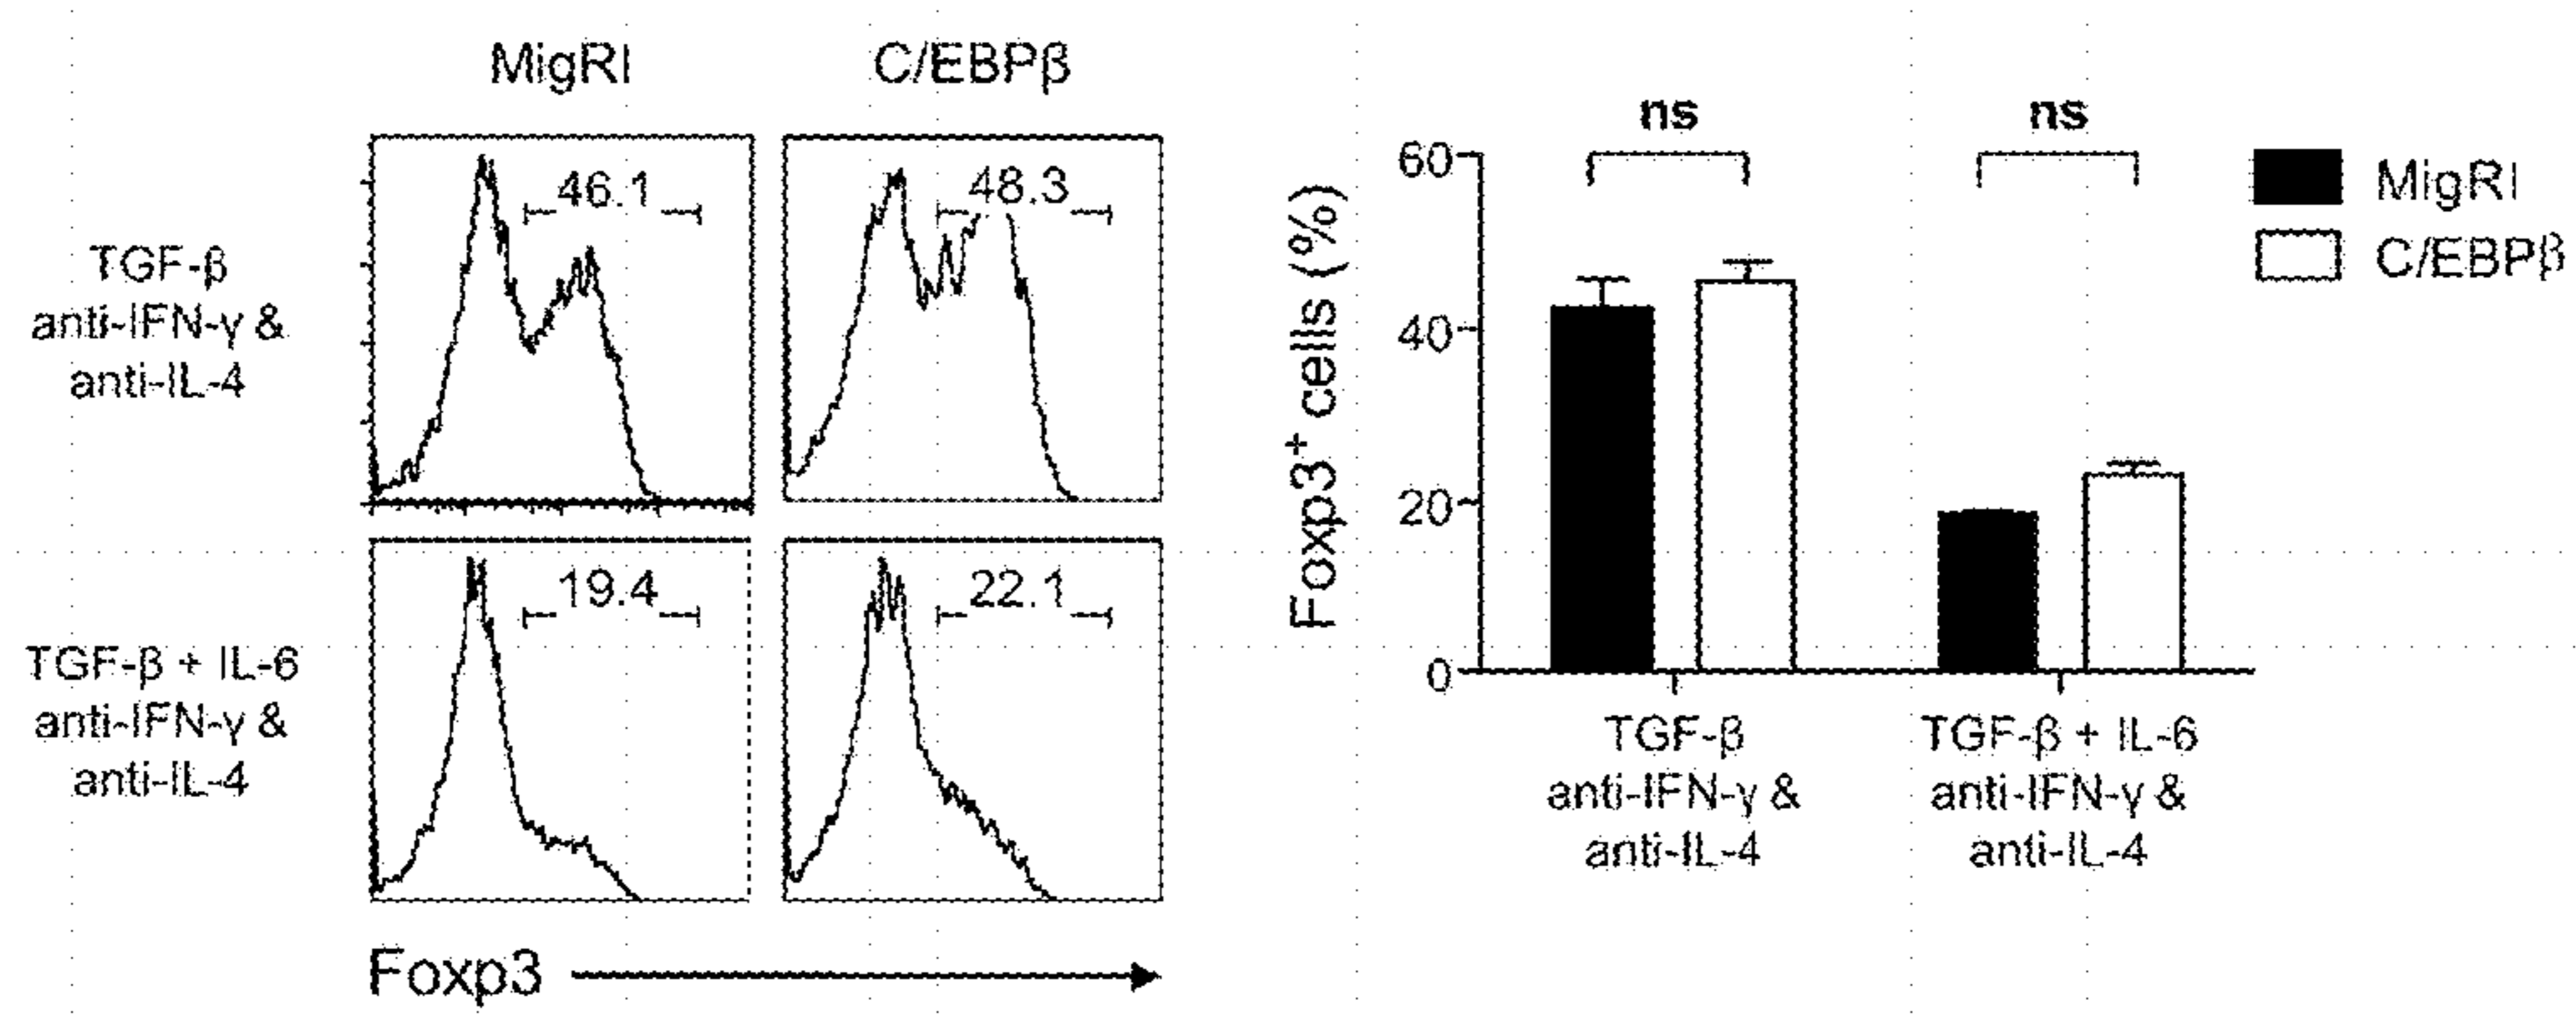 MigRI
C/EBPβ
TGF-β
anti-IFN-γ &
anti-IL-4
46.1
48.3
TGF-β + IL-6
anti-IFN-γ &
anti-IL-4
19.4
22.1
Foxp3
Foxp3⁺ cells (%)
60
40
20
0
ns
ns
MigRI
C/EBPβ
TGF-β
anti-IFN-γ &
anti-IL-4
TGF-β + IL-6
anti-IFN-γ &
anti-IL-4